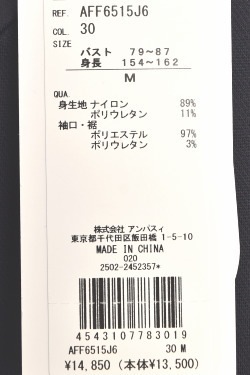 REF. AFF6515J6
COL. 30
SIZE
バスト 79～87
身長 154～162
M
QUA
身生地 ナイロン 89%
ポリウレタン 11%
袖口・裾
ポリエステル 97%
ポリウレタン 3%
株式会社 アンパスィ
東京都千代田区飯田橋 1-5-10
MADE IN CHINA
020
2502-2452357*
4543107783019
AFF6515J6 30 M
¥14,850 (本体¥13,500)